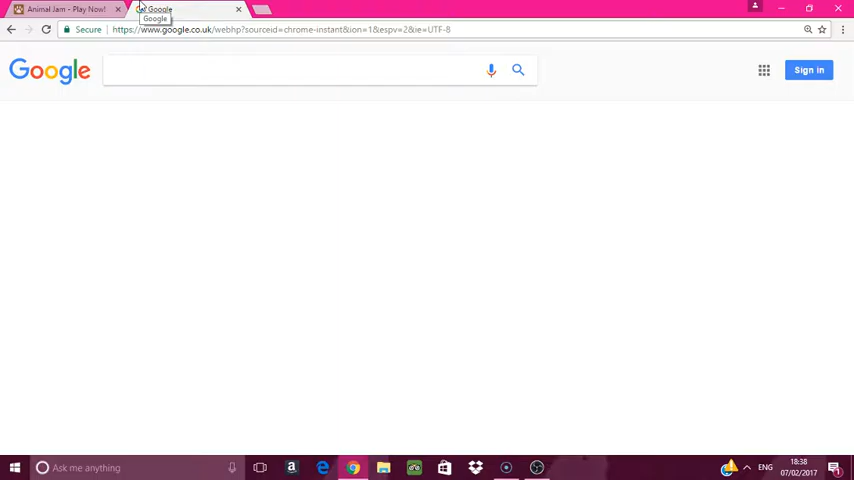 Animal Jam - Play Now!
Google
Google
Secure
https://www.google.co.uk/webhp?sourceid=chrome-instant&ion=1&espv=2&ie=UTF-8
Google
Sign in
Ask me anything
ENG
18:38
07/02/2017